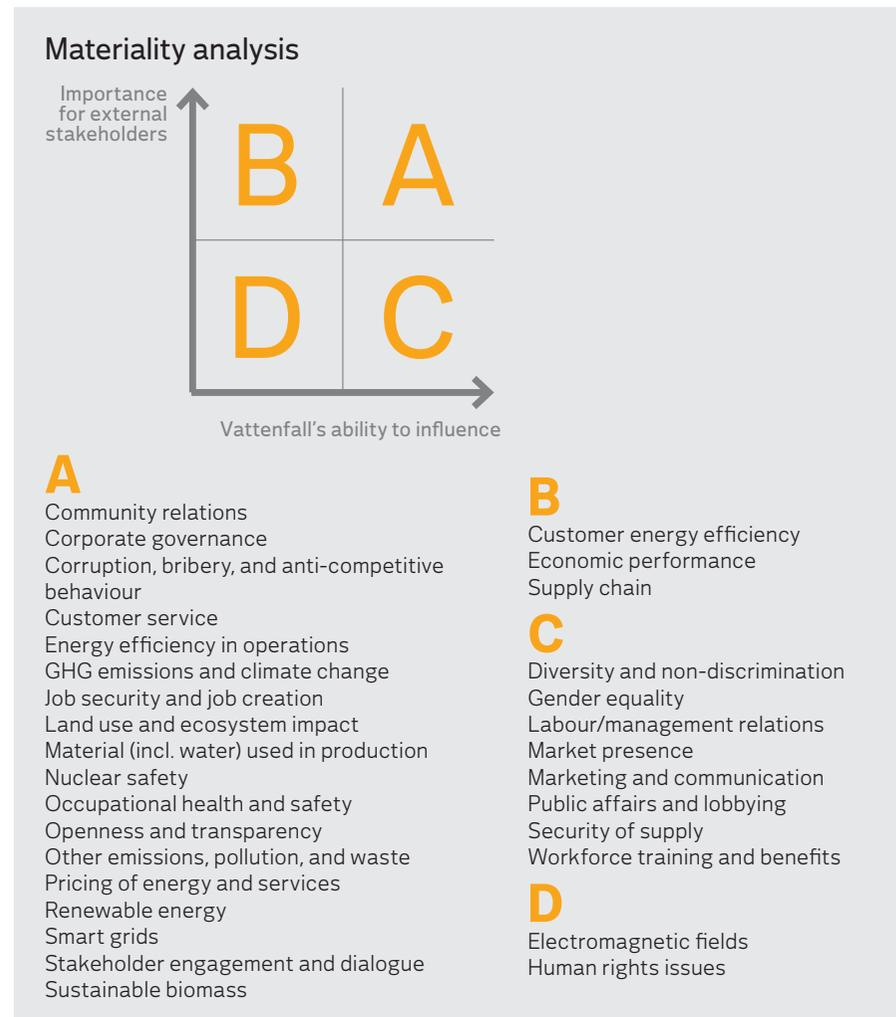 Materiality analysis
Importance
for external
stakeholders
B
A
D
C
Vattenfall's ability to influence
A
Community relations
Corporate governance
Corruption, bribery, and anti-competitive
behaviour
Customer service
Energy efficiency in operations
GHG emissions and climate change
Job security and job creation
Land use and ecosystem impact
Material (incl. water) used in production
Nuclear safety
Occupational health and safety
Openness and transparency
Other emissions, pollution, and waste
Pricing of energy and services
Renewable energy
Smart grids
Stakeholder engagement and dialogue
Sustainable biomass
B
Customer energy efficiency
Economic performance
Supply chain
C
Diversity and non-discrimination
Gender equality
Labour/management relations
Market presence
Marketing and communication
Public affairs and lobbying
Security of supply
Workforce training and benefits
D
Electromagnetic fields
Human rights issues